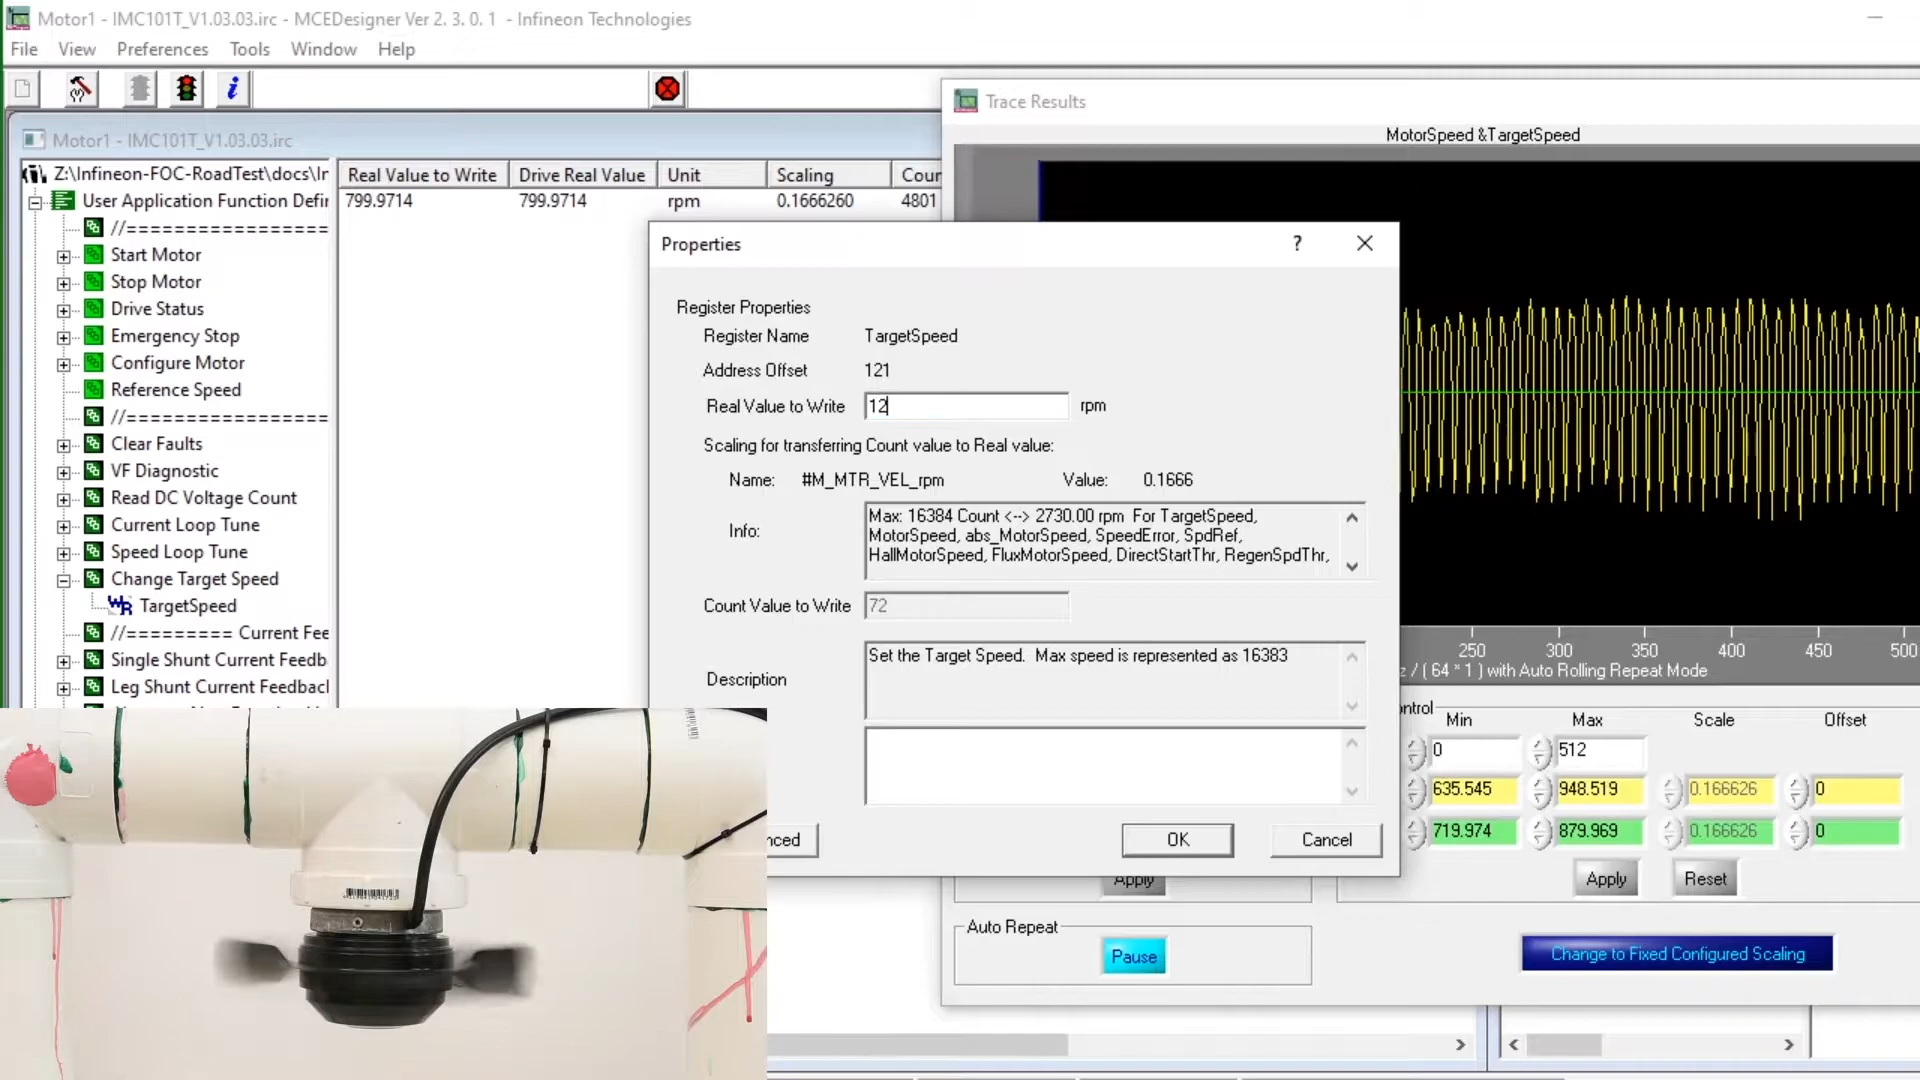 Motor1 - IMC101T_V1.03.03.irc - MCEDesigner Ver 2. 3. 0. 1 - Infineon Technologies
File View Preferences Tools Window Help
Motor1 - IMC101T_V1.03.03.irc
Z:\Infineon-FOC-RoadTest\docs\Ir
User Application Function Defir
//==================
Start Motor
Stop Motor
Drive Status
Emergency Stop
Configure Motor
Reference Speed
//==================
Clear Faults
VF Diagnostic
Read DC Voltage Count
Current Loop Tune
Speed Loop Tune
Change Target Speed
WR TargetSpeed
//========= Current Fee
Single Shunt Current Feedb
Leg Shunt Current Feedbacl
Real Value to Write Drive Real Value Unit Scaling Cour
799.9714 799.9714 rpm 0.1666260 4801
Properties ?
Register Properties
Register Name TargetSpeed
Address Offset 121
Real Value to Write 12 rpm
Scaling for transferring Count value to Real value:
Name: #M_MTR_VEL_rpm Value: 0.1666
Info: Max: 16384 Count <--> 2730.00 rpm For TargetSpeed,
MotorSpeed, abs_MotorSpeed, SpeedError, SpdRef,
HallMotorSpeed, FluxMotorSpeed, DirectStartThr, RegenSpdThr,
Count Value to Write 72
Description Set the Target Speed. Max speed is represented as 16383
nced OK Cancel
Trace Results
MotorSpeed &TargetSpeed
250 300 350 400 450 500
z / ( 64 * 1 ) with Auto Rolling Repeat Mode
ontrol
Min Max Scale Offset
0 512
635.545 948.519 0.166626 0
719.974 879.969 0.166626 0
Apply Reset
Apply
Auto Repeat
Pause
Change to Fixed Configured Scaling